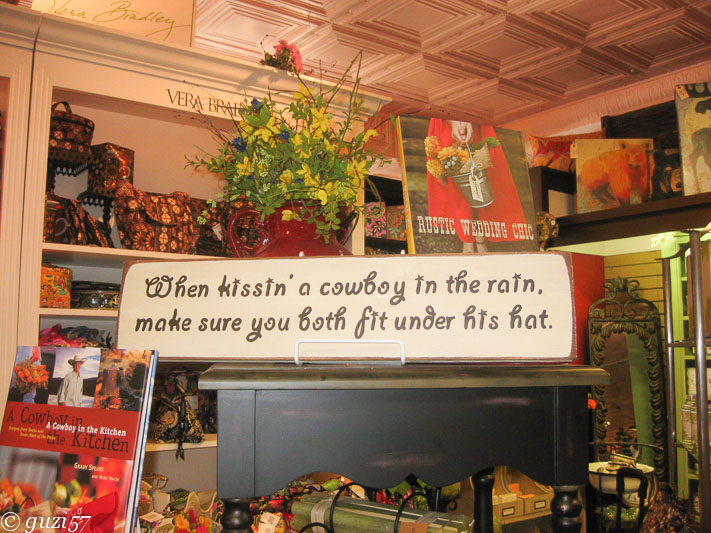 Vera Bradley
VERA BRAD
RUSTIC WEDDING CHIC
When kissin' a cowboy in the rain,
make sure you both fit under his hat.
A Cowboy in
the Kitchen
A Cowboy in the Kitchen
Grady Spears
© guzi57